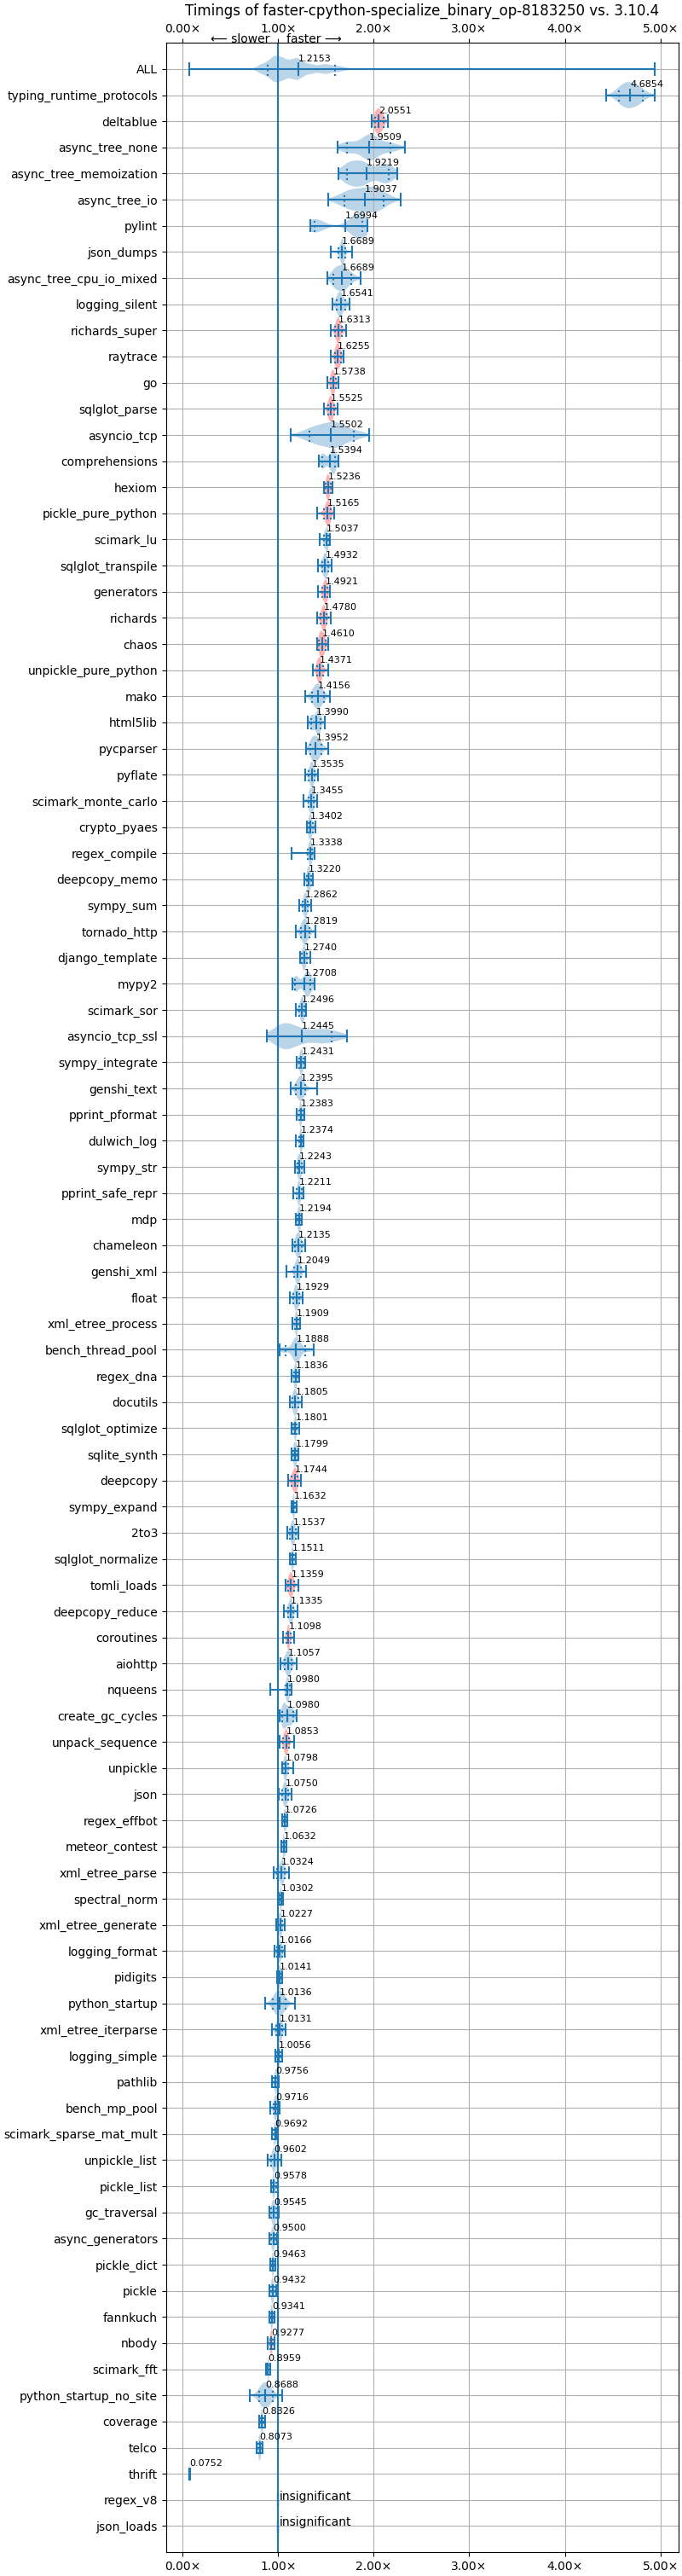 Timings of faster-cpython-specialize_binary_op-8183250 vs. 3.10.4
0.00× 1.00× 2.00× 3.00× 4.00× 5.00×
← slower faster →
ALL 1.2153
typing_runtime_protocols 4.6854
deltablue 2.0551
async_tree_none 1.9509
async_tree_memoization 1.9219
async_tree_io 1.9037
pylint 1.6994
json_dumps 1.6689
async_tree_cpu_io_mixed 1.6689
logging_silent 1.6541
richards_super 1.6313
raytrace 1.6255
go 1.5738
sqlglot_parse 1.5525
asyncio_tcp 1.5502
comprehensions 1.5394
hexiom 1.5236
pickle_pure_python 1.5165
scimark_lu 1.5037
sqlglot_transpile 1.4932
generators 1.4921
richards 1.4780
chaos 1.4610
unpickle_pure_python 1.4371
mako 1.4156
html5lib 1.3990
pycparser 1.3952
pyflate 1.3535
scimark_monte_carlo 1.3455
crypto_pyaes 1.3402
regex_compile 1.3338
deepcopy_memo 1.3220
sympy_sum 1.2862
tornado_http 1.2819
django_template 1.2740
mypy2 1.2708
scimark_sor 1.2496
asyncio_tcp_ssl 1.2445
sympy_integrate 1.2431
genshi_text 1.2395
pprint_pformat 1.2383
dulwich_log 1.2374
sympy_str 1.2243
pprint_safe_repr 1.2211
mdp 1.2194
chameleon 1.2135
genshi_xml 1.2049
float 1.1929
xml_etree_process 1.1909
bench_thread_pool 1.1888
regex_dna 1.1836
docutils 1.1805
sqlglot_optimize 1.1801
sqlite_synth 1.1799
deepcopy 1.1744
sympy_expand 1.1632
2to3 1.1537
sqlglot_normalize 1.1511
tomli_loads 1.1359
deepcopy_reduce 1.1335
coroutines 1.1098
aiohttp 1.1057
nqueens 1.0980
create_gc_cycles 1.0980
unpack_sequence 1.0853
unpickle 1.0798
json 1.0750
regex_effbot 1.0726
meteor_contest 1.0632
xml_etree_parse 1.0324
spectral_norm 1.0302
xml_etree_generate 1.0227
logging_format 1.0166
pidigits 1.0141
python_startup 1.0136
xml_etree_iterparse 1.0131
logging_simple 1.0056
pathlib 0.9756
bench_mp_pool 0.9716
scimark_sparse_mat_mult 0.9692
unpickle_list 0.9602
pickle_list 0.9578
gc_traversal 0.9545
async_generators 0.9500
pickle_dict 0.9463
pickle 0.9432
fannkuch 0.9341
nbody 0.9277
scimark_fft 0.8959
python_startup_no_site 0.8688
coverage 0.8326
telco 0.8073
thrift 0.0752
regex_v8 insignificant
json_loads insignificant
0.00× 1.00× 2.00× 3.00× 4.00× 5.00×